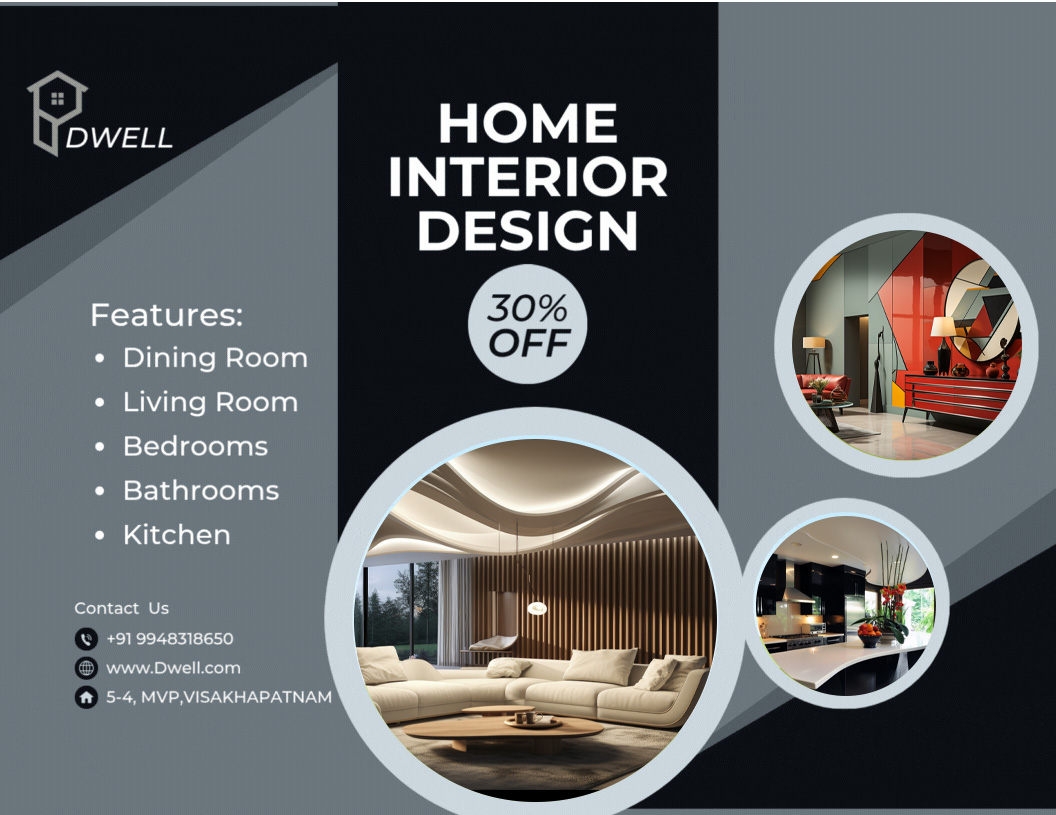 DWELL
HOME
INTERIOR
DESIGN
30%
OFF
Features:
• Dining Room
• Living Room
• Bedrooms
• Bathrooms
• Kitchen
Contact Us
+91 9948318650
www.Dwell.com
5-4, MVP,VISAKHAPATNAM